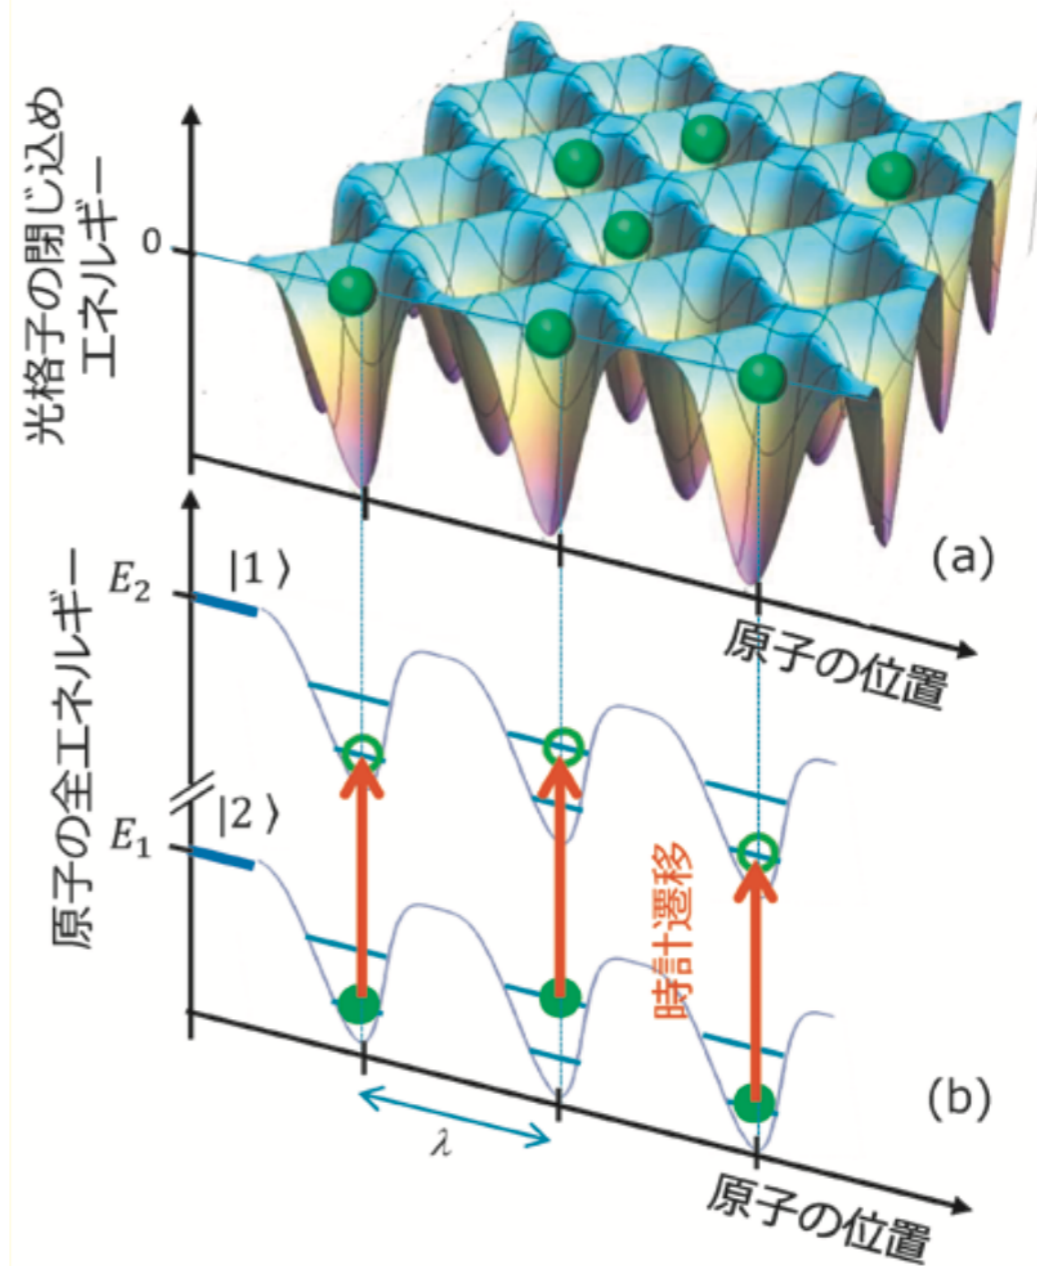 光格子の閉じ込め
エネルギー
0
(a)
原子の位置
原子の全エネルギー
E₂
|1⟩
E₁
|2⟩
時計遷移
λ
(b)
原子の位置